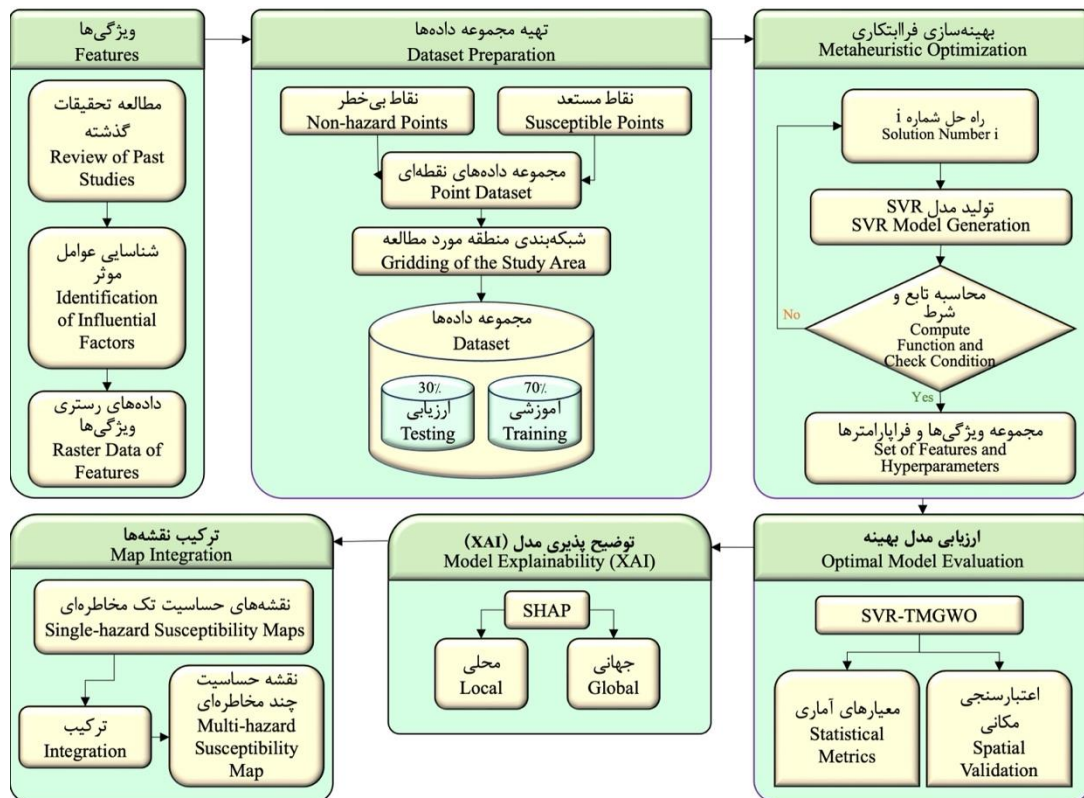 ویژگی‌ها
Features
مطالعه تحقیقات
گذشته
Review of Past
Studies
شناسایی عوامل
موثر
Identification
of Influential
Factors
داده‌های رستری
ویژگی‌ها
Raster Data of
Features
تهیه مجموعه داده‌ها
Dataset Preparation
نقاط بی‌خطر
Non-hazard Points
نقاط مستعد
Susceptible Points
مجموعه داده‌های نقطه‌ای
Point Dataset
شبکه‌بندی منطقه مورد مطالعه
Gridding of the Study Area
مجموعه داده‌ها
Dataset
30%
ارزیابی
Testing
70%
آموزشی
Training
بهینه‌سازی فراابتکاری
Metaheuristic Optimization
راه حل شماره i
Solution Number i
تولید مدل SVR
SVR Model Generation
محاسبه تابع و
شرط
Compute
Function and
Check Condition
No
Yes
مجموعه ویژگی‌ها و فراپارامترها
Set of Features and
Hyperparameters
ارزیابی مدل بهینه
Optimal Model Evaluation
SVR-TMGWO
معیارهای آماری
Statistical
Metrics
اعتبارسنجی
مکانی
Spatial
Validation
توضیح پذیری مدل (XAI)
Model Explainability (XAI)
SHAP
محلی
Local
جهانی
Global
ترکیب نقشه‌ها
Map Integration
نقشه‌های حساسیت تک مخاطره‌ای
Single-hazard Susceptibility Maps
ترکیب
Integration
نقشه حساسیت
چند مخاطره‌ای
Multi-hazard
Susceptibility
Map